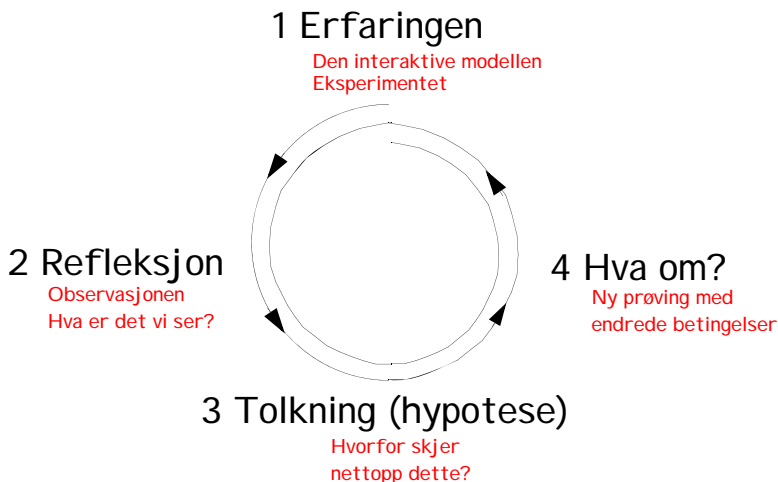 1 Erfaringen
Den interaktive modellen
Eksperimentet
2 Refleksjon
Observasjonen
Hva er det vi ser?
3 Tolkning (hypotese)
Hvorfor skjer
nettopp dette?
4 Hva om?
Ny prøving med
endrede betingelser